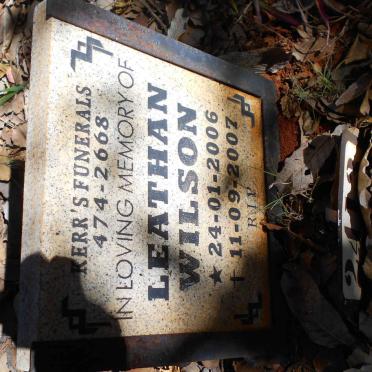 KERR'S FUNERALS
474-2668
IN LOVING MEMORY OF
LEATHAN
WILSON
★ 24-01-2006
† 11-09-2007
R.I.P